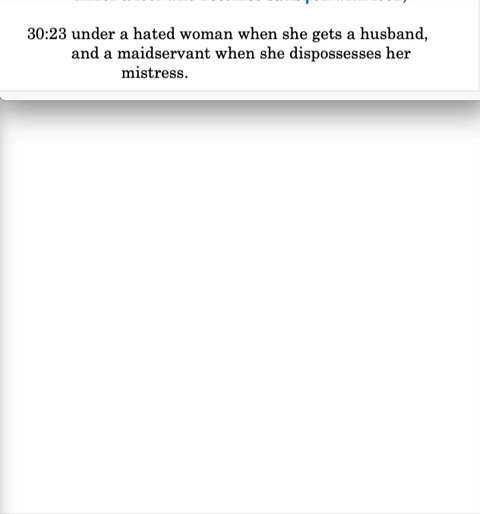 30:23 under a hated woman when she gets a husband,
and a maidservant when she dispossesses her
mistress.